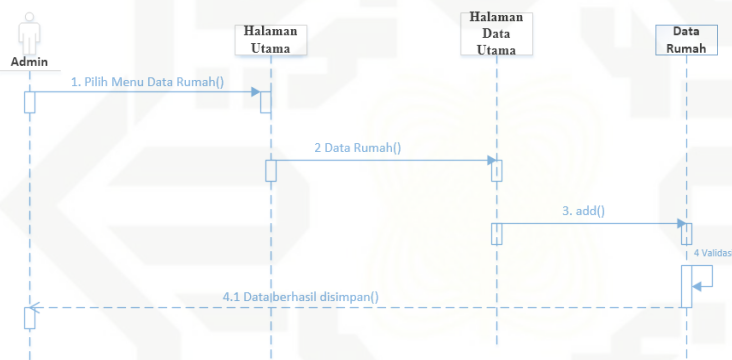 Admin
Halaman
Utama
Halaman
Data
Utama
Data
Rumah
1. Pilih Menu Data Rumah()
2 Data Rumah()
3. add()
4 Validas
4.1 Data berhasil disimpan()